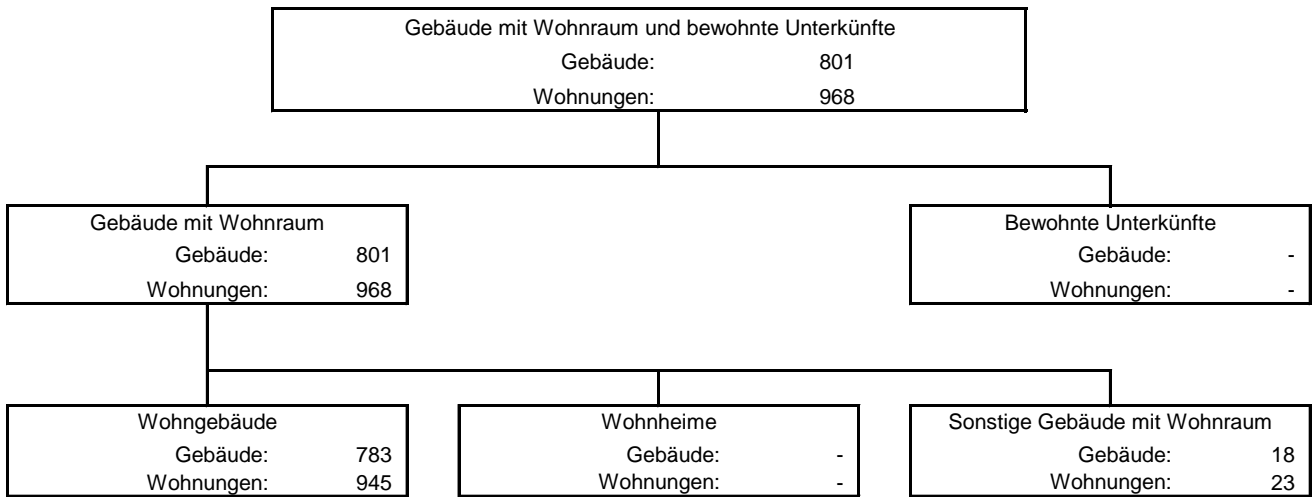 Gebäude mit Wohnraum und bewohnte Unterkünfte
Gebäude: 801
Wohnungen: 968
Gebäude mit Wohnraum
Gebäude: 801
Wohnungen: 968
Bewohnte Unterkünfte
Gebäude: -
Wohnungen: -
Wohngebäude
Gebäude: 783
Wohnungen: 945
Wohnheime
Gebäude: -
Wohnungen: -
Sonstige Gebäude mit Wohnraum
Gebäude: 18
Wohnungen: 23